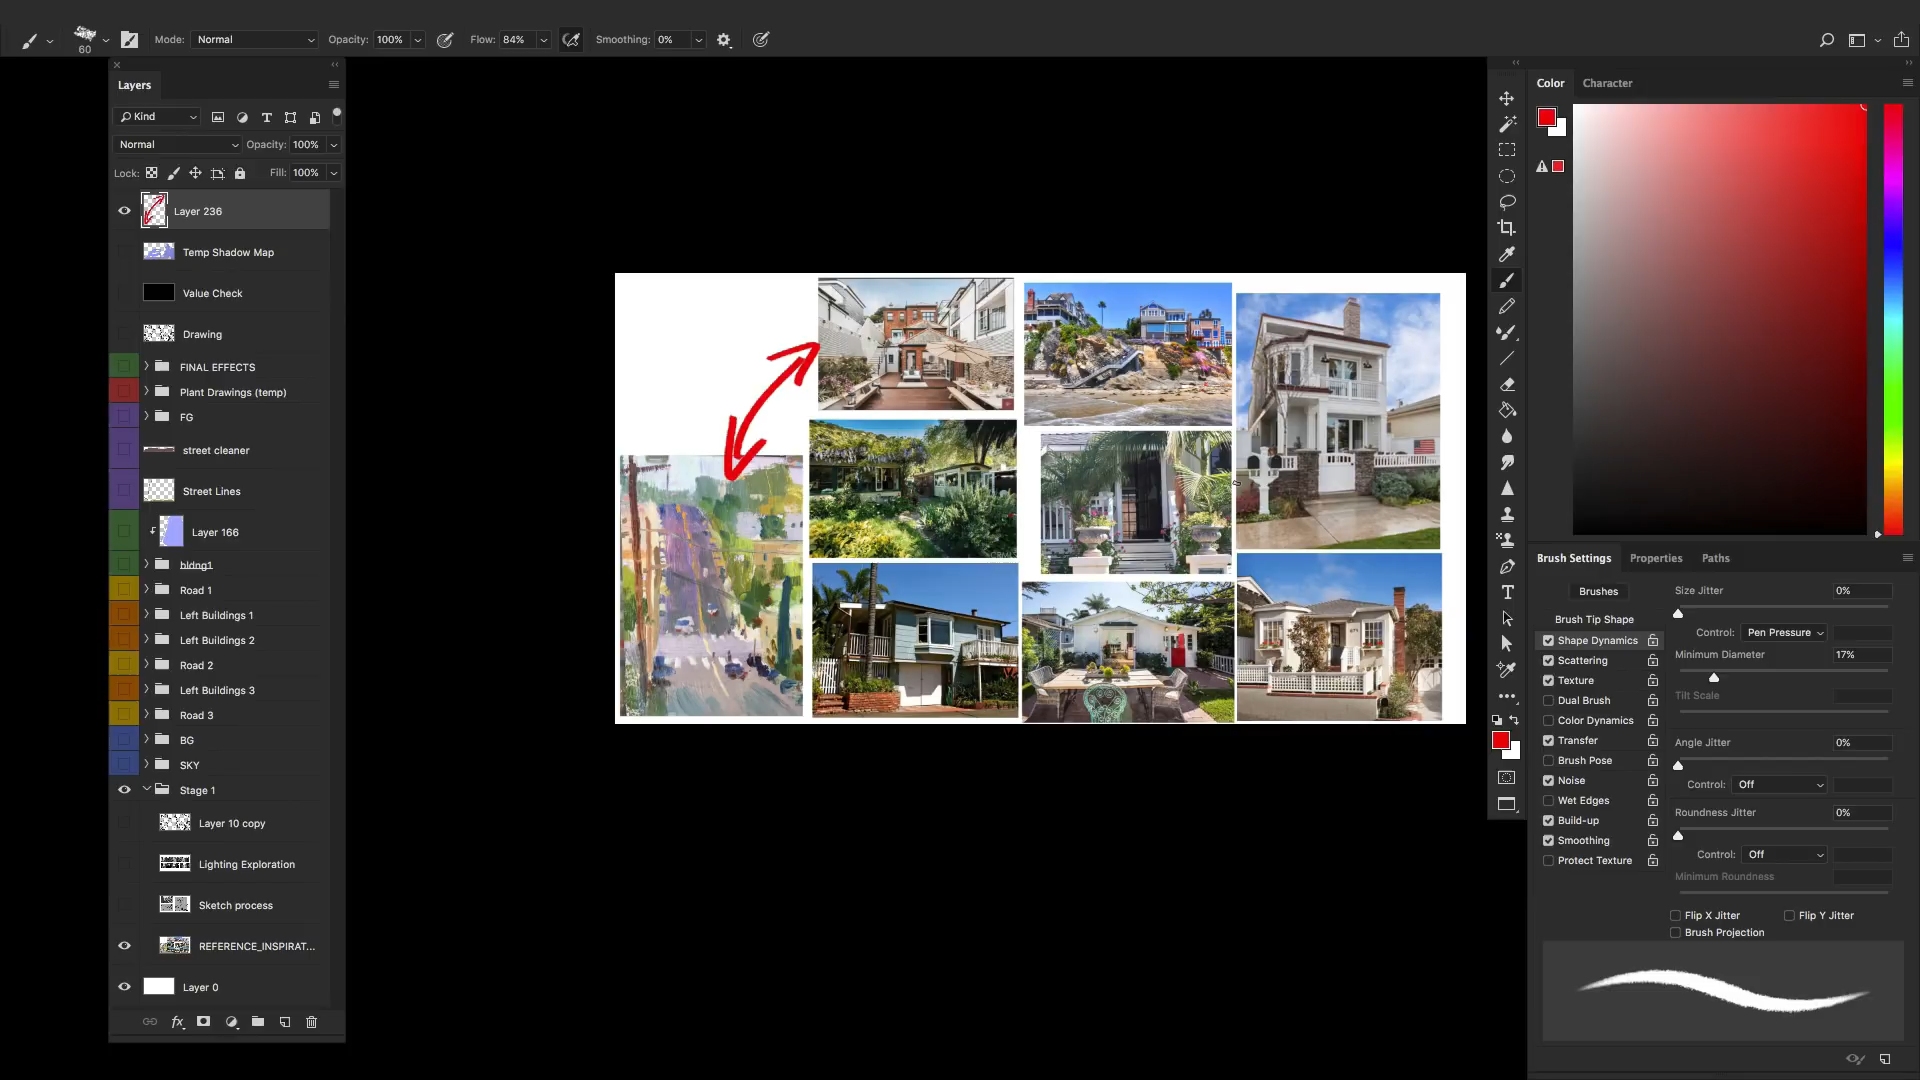 60
Mode: Normal
Opacity: 100%
Flow: 84%
Smoothing: 0%
Layers
Kind
Normal
Opacity: 100%
Lock:
Fill: 100%
Layer 236
Temp Shadow Map
Value Check
Drawing
FINAL EFFECTS
Plant Drawings (temp)
FG
street cleaner
Street Lines
Layer 166
bldng1
Road 1
Left Buildings 1
Left Buildings 2
Road 2
Left Buildings 3
Road 3
BG
SKY
Stage 1
Layer 10 copy
Lighting Exploration
Sketch process
REFERENCE_INSPIRAT...
Layer 0
fx
Color
Character
Brush Settings
Properties
Paths
Brushes
Brush Tip Shape
Shape Dynamics
Scattering
Texture
Dual Brush
Color Dynamics
Transfer
Brush Pose
Noise
Wet Edges
Build-up
Smoothing
Protect Texture
Size Jitter
0%
Control: Pen Pressure
Minimum Diameter
17%
Tilt Scale
Angle Jitter
0%
Control: Off
Roundness Jitter
0%
Control: Off
Minimum Roundness
Flip X Jitter
Flip Y Jitter
Brush Projection